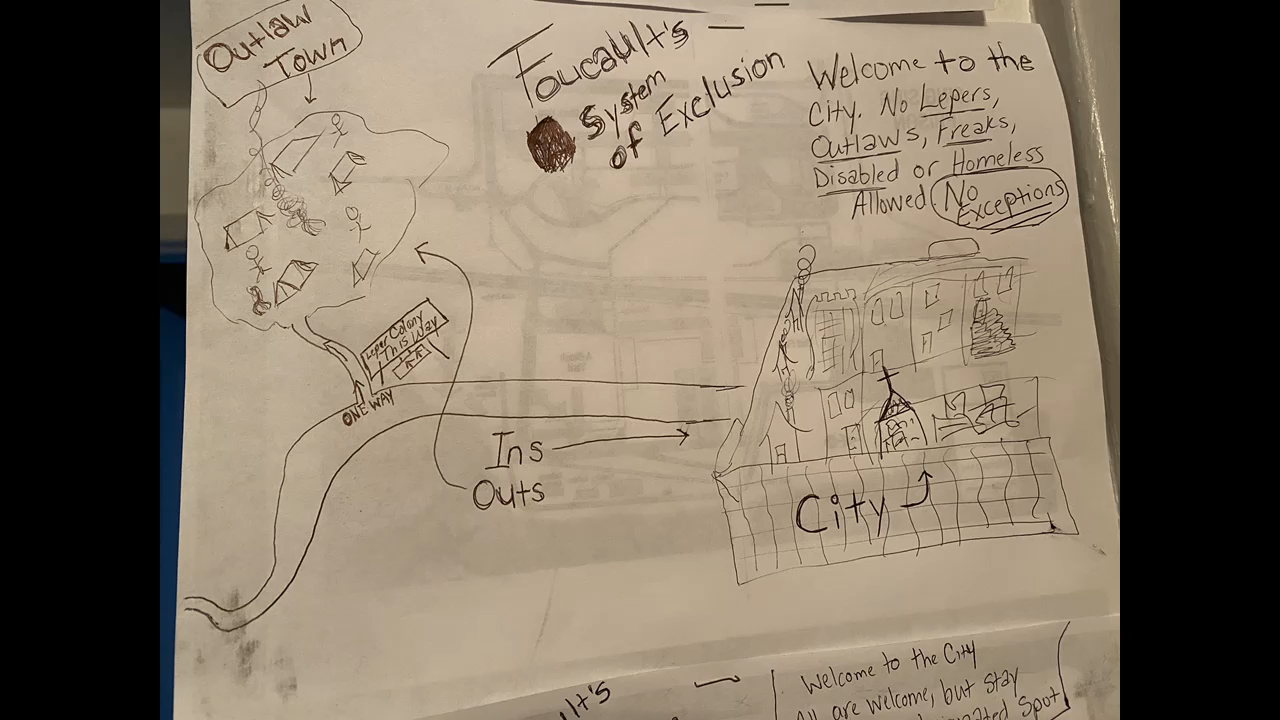 Outlaw
Town
Foucault's
System
of Exclusion
Welcome to the
City. No Lepers,
Outlaws, Freaks,
Disabled or Homeless
Allowed No
Exceptions
Leper Colony
This Way
ONE WAY
Ins
Outs
City
Welcome to the City
All are welcome, but stay
Spot